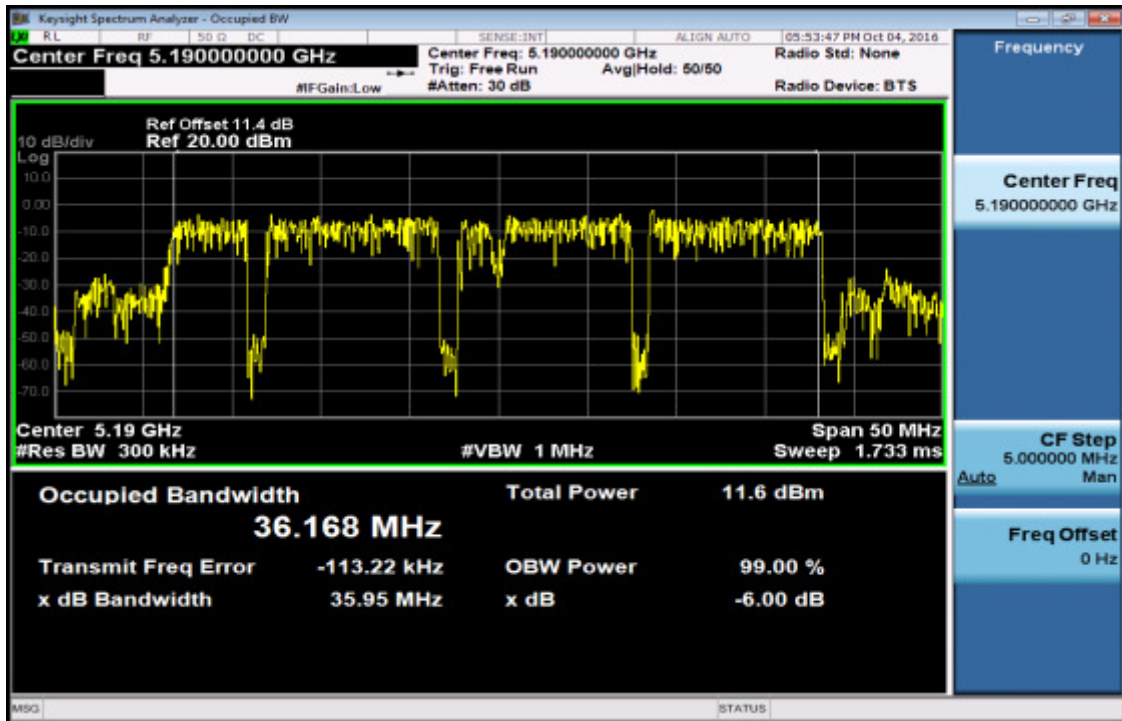 Keysight Spectrum Analyzer - Occupied BW
RL RF 50 Ω DC SENSE:INT ALIGN AUTO 05:53:47 PM Oct 04, 2016
Center Freq 5.190000000 GHz
Center Freq: 5.190000000 GHz
Radio Std: None
Trig: Free Run Avg|Hold: 50/50
#IFGain:Low
#Atten: 30 dB
Radio Device: BTS
Ref Offset 11.4 dB
10 dB/div Ref 20.00 dBm
Log
10.0
0.00
-10.0
-20.0
-30.0
-40.0
-50.0
-60.0
-70.0
Center 5.19 GHz Span 50 MHz
#Res BW 300 kHz #VBW 1 MHz Sweep 1.733 ms
Occupied Bandwidth Total Power 11.6 dBm
36.168 MHz
Transmit Freq Error -113.22 kHz OBW Power 99.00 %
x dB Bandwidth 35.95 MHz x dB -6.00 dB
Frequency
Center Freq
5.190000000 GHz
CF Step
5.000000 MHz
Auto Man
Freq Offset
0 Hz
MSG STATUS